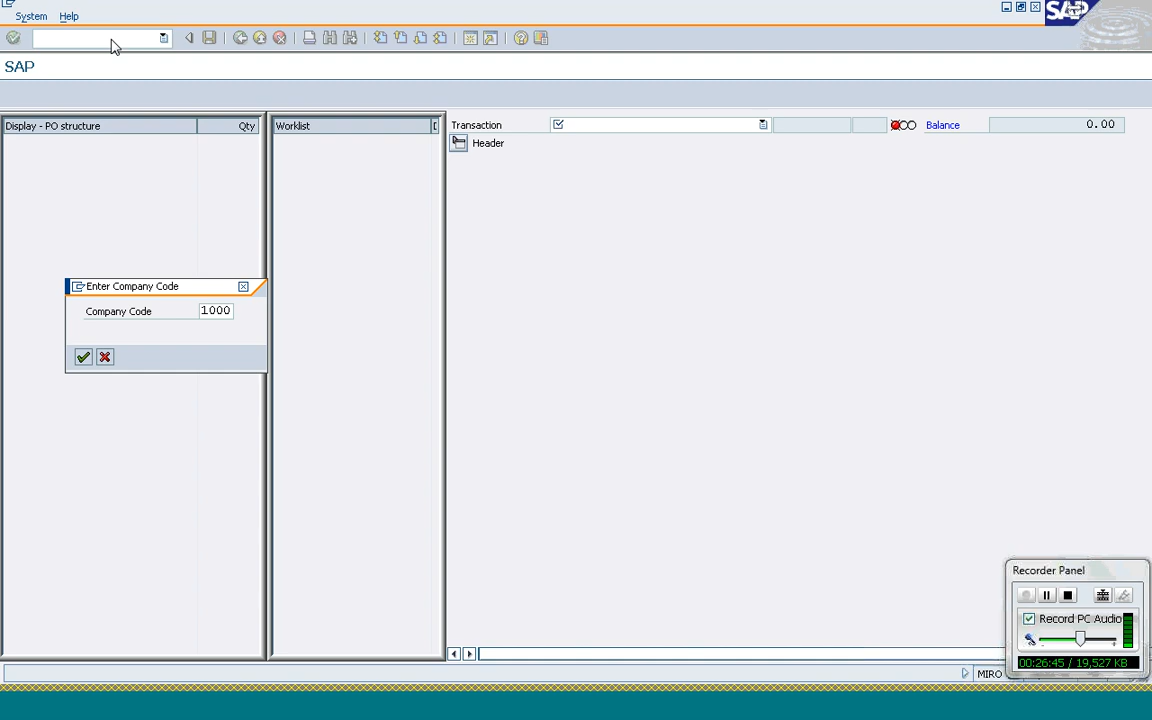 System Help
SAP
SAP
Display - PO structure Qty
Worklist
Transaction
Balance 0.00
Header
Enter Company Code
Company Code 1000
Recorder Panel
Record PC Audio
00:26:45 / 19,527 KB
MIRO